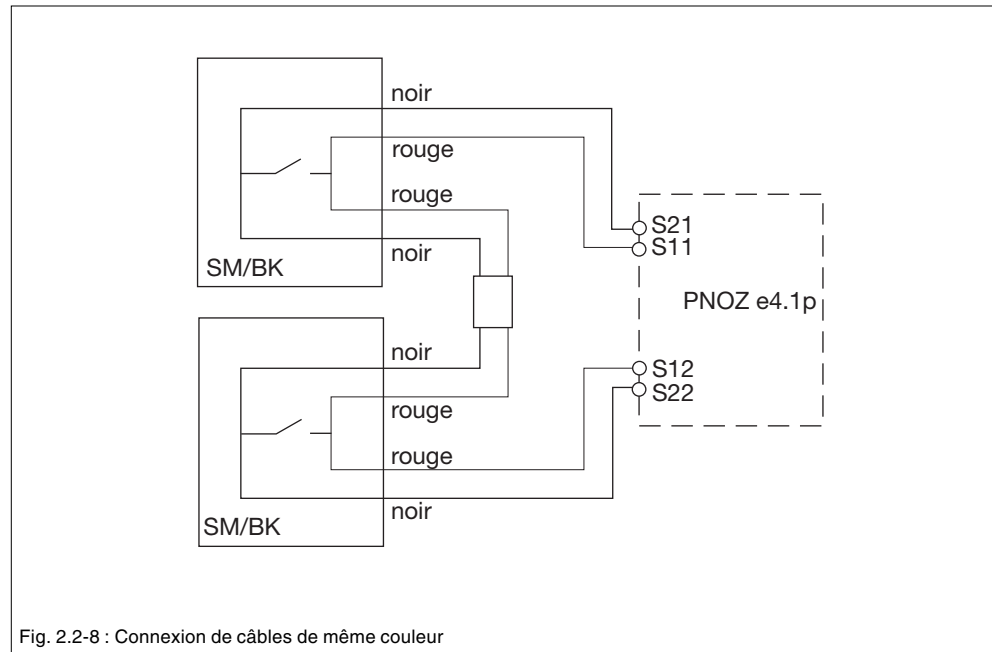 noir
rouge
rouge
noir
SM/BK
S21
S11
PNOZ e4.1p
noir
rouge
rouge
noir
SM/BK
S12
S22
Fig. 2.2-8 : Connexion de câbles de même couleur